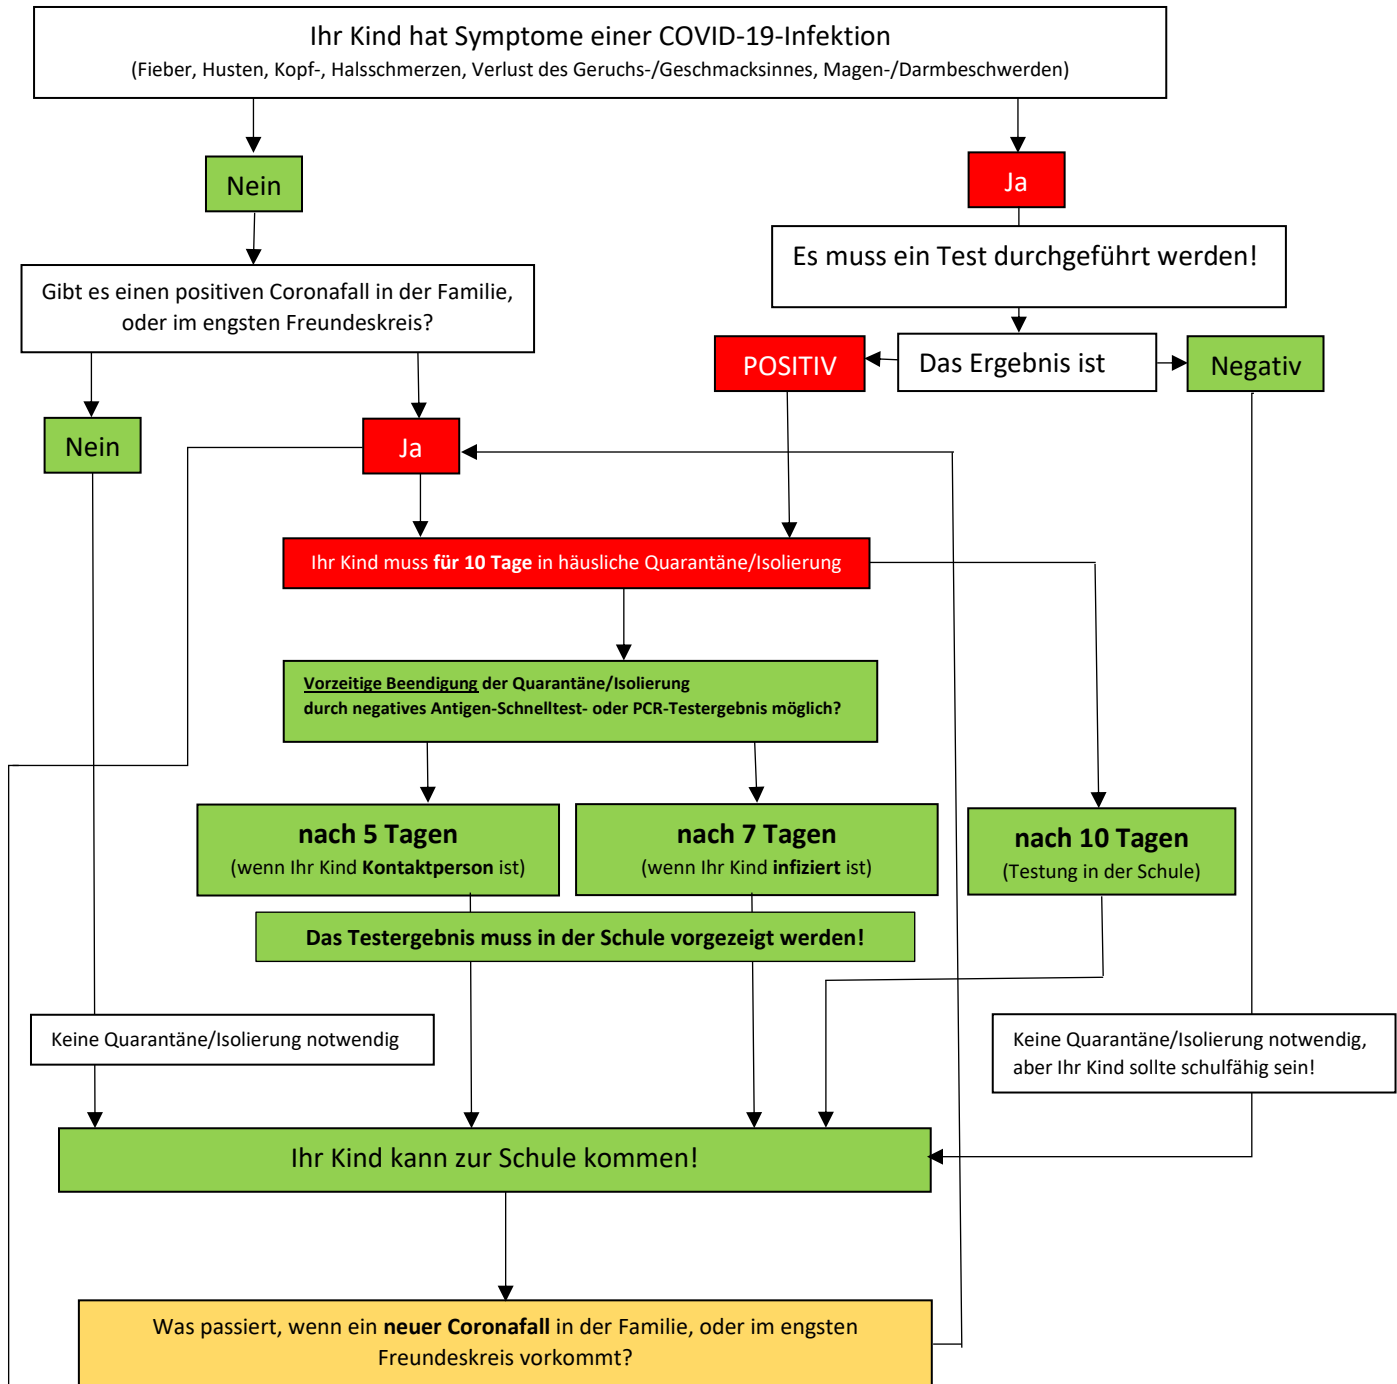 Ihr Kind hat Symptome einer COVID-19-Infektion
(Fieber, Husten, Kopf-, Halsschmerzen, Verlust des Geruchs-/Geschmacksinnes, Magen-/Darmbeschwerden)
Nein
Ja
Es muss ein Test durchgeführt werden!
Gibt es einen positiven Coronafall in der Familie,
oder im engsten Freundeskreis?
POSITIV
Das Ergebnis ist
Negativ
Nein
Ja
Ihr Kind muss für 10 Tage in häusliche Quarantäne/Isolierung
Vorzeitige Beendigung der Quarantäne/Isolierung
durch negatives Antigen-Schnelltest- oder PCR-Testergebnis möglich?
nach 5 Tagen
(wenn Ihr Kind Kontaktperson ist)
nach 7 Tagen
(wenn Ihr Kind infiziert ist)
nach 10 Tagen
(Testung in der Schule)
Das Testergebnis muss in der Schule vorgezeigt werden!
Keine Quarantäne/Isolierung notwendig
Keine Quarantäne/Isolierung notwendig,
aber Ihr Kind sollte schulfähig sein!
Ihr Kind kann zur Schule kommen!
Was passiert, wenn ein neuer Coronafall in der Familie, oder im engsten
Freundeskreis vorkommt?